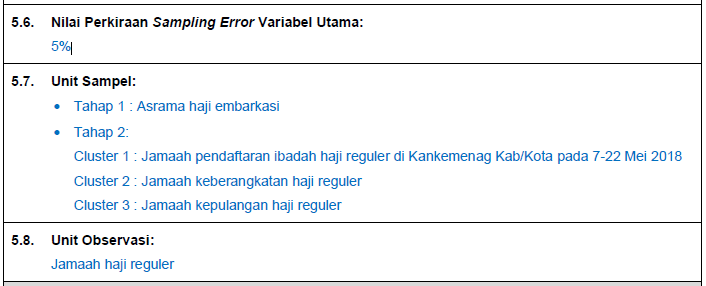 5.6. Nilai Perkiraan Sampling Error Variabel Utama:
5%
5.7. Unit Sampel:
• Tahap 1 : Asrama haji embarkasi
• Tahap 2:
Cluster 1 : Jamaah pendaftaran ibadah haji reguler di Kankemenag Kab/Kota pada 7-22 Mei 2018
Cluster 2 : Jamaah keberangkatan haji reguler
Cluster 3 : Jamaah kepulangan haji reguler
5.8. Unit Observasi:
Jamaah haji reguler